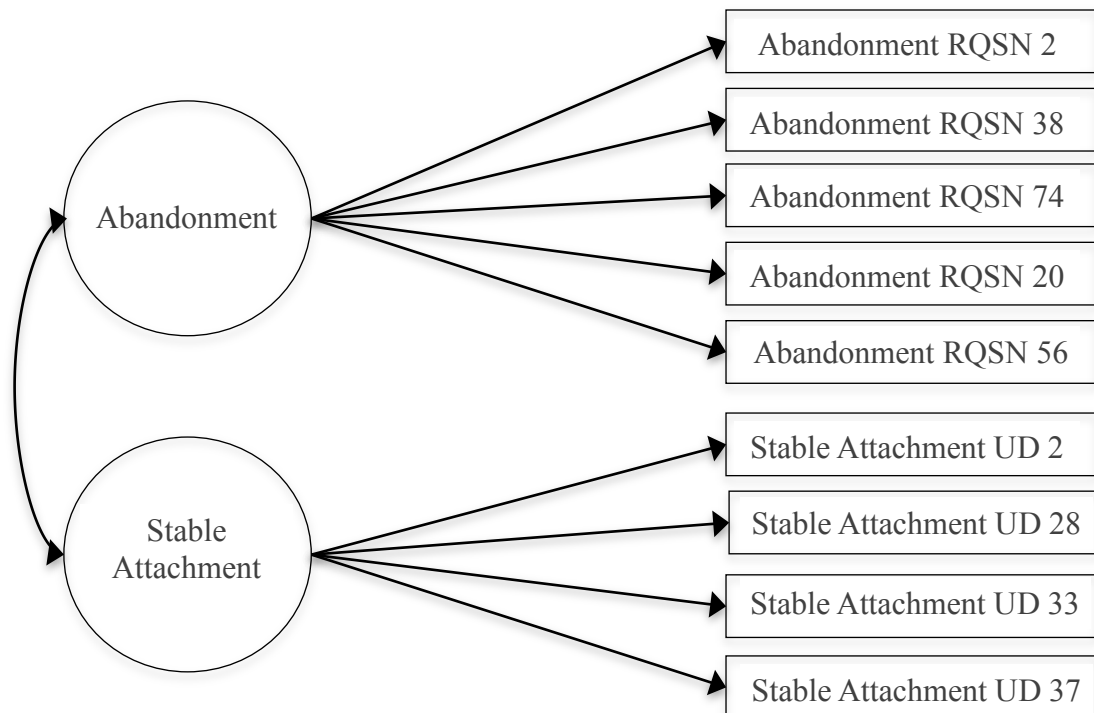 Abandonment RQSN 2
Abandonment RQSN 38
Abandonment RQSN 74
Abandonment RQSN 20
Abandonment RQSN 56
Abandonment
Stable Attachment UD 2
Stable Attachment UD 28
Stable Attachment UD 33
Stable Attachment UD 37
Stable
Attachment